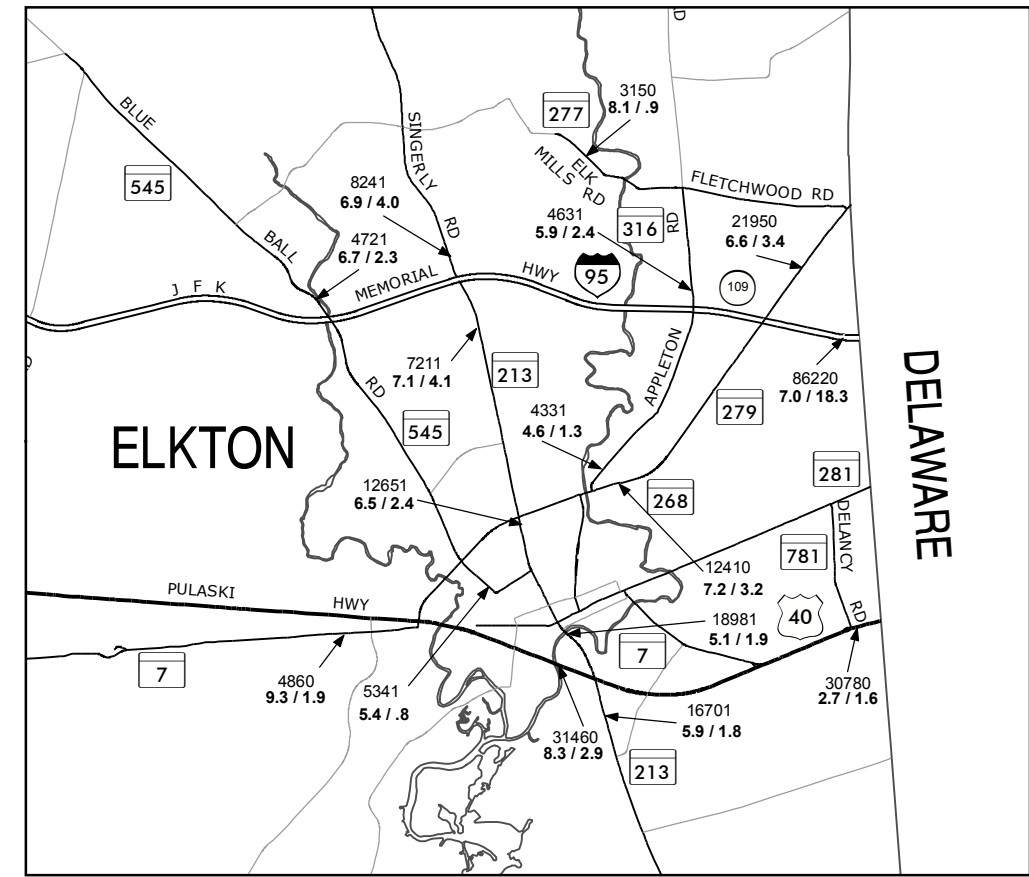 3150
8.1 / .9
277
BLUE
SINGERLY
RD
ELK
MILLS RD
FLETCHWOOD RD
545
8241
6.9 / 4.0
4631
5.9 / 2.4
316
RD
21950
6.6 / 3.4
BALL
4721
6.7 / 2.3
MEMORIAL
HWY
95
109
J F K
7211
7.1 / 4.1
213
APPLETON
86220
7.0 / 18.3
DELAWARE
RD
545
4331
4.6 / 1.3
279
ELKTON
281
12651
6.5 / 2.4
268
DELANCY
781
12410
7.2 / 3.2
PULASKI
HWY
18981
5.1 / 1.9
40
RD
7
7
4860
9.3 / 1.9
5341
5.4 / .8
30780
2.7 / 1.6
16701
5.9 / 1.8
31460
8.3 / 2.9
213